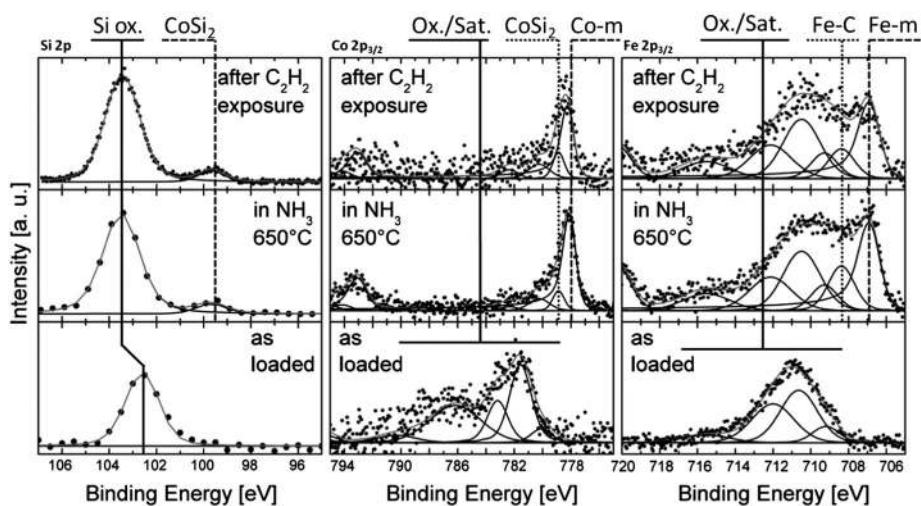 Si ox. CoSi₂ Ox./Sat. CoSi₂ Co-m Ox./Sat. Fe-C Fe-m
Si 2p Co 2p₃/₂ Fe 2p₃/₂
after C₂H₂ exposure
after C₂H₂ exposure
after C₂H₂ exposure
in NH₃ 650°C
in NH₃ 650°C
in NH₃ 650°C
as loaded
as loaded
as loaded
Intensity [a. u.]
106 104 102 100 98 96 794 790 786 782 778 720 718 716 714 712 710 708 706
Binding Energy [eV] Binding Energy [eV] Binding Energy [eV]